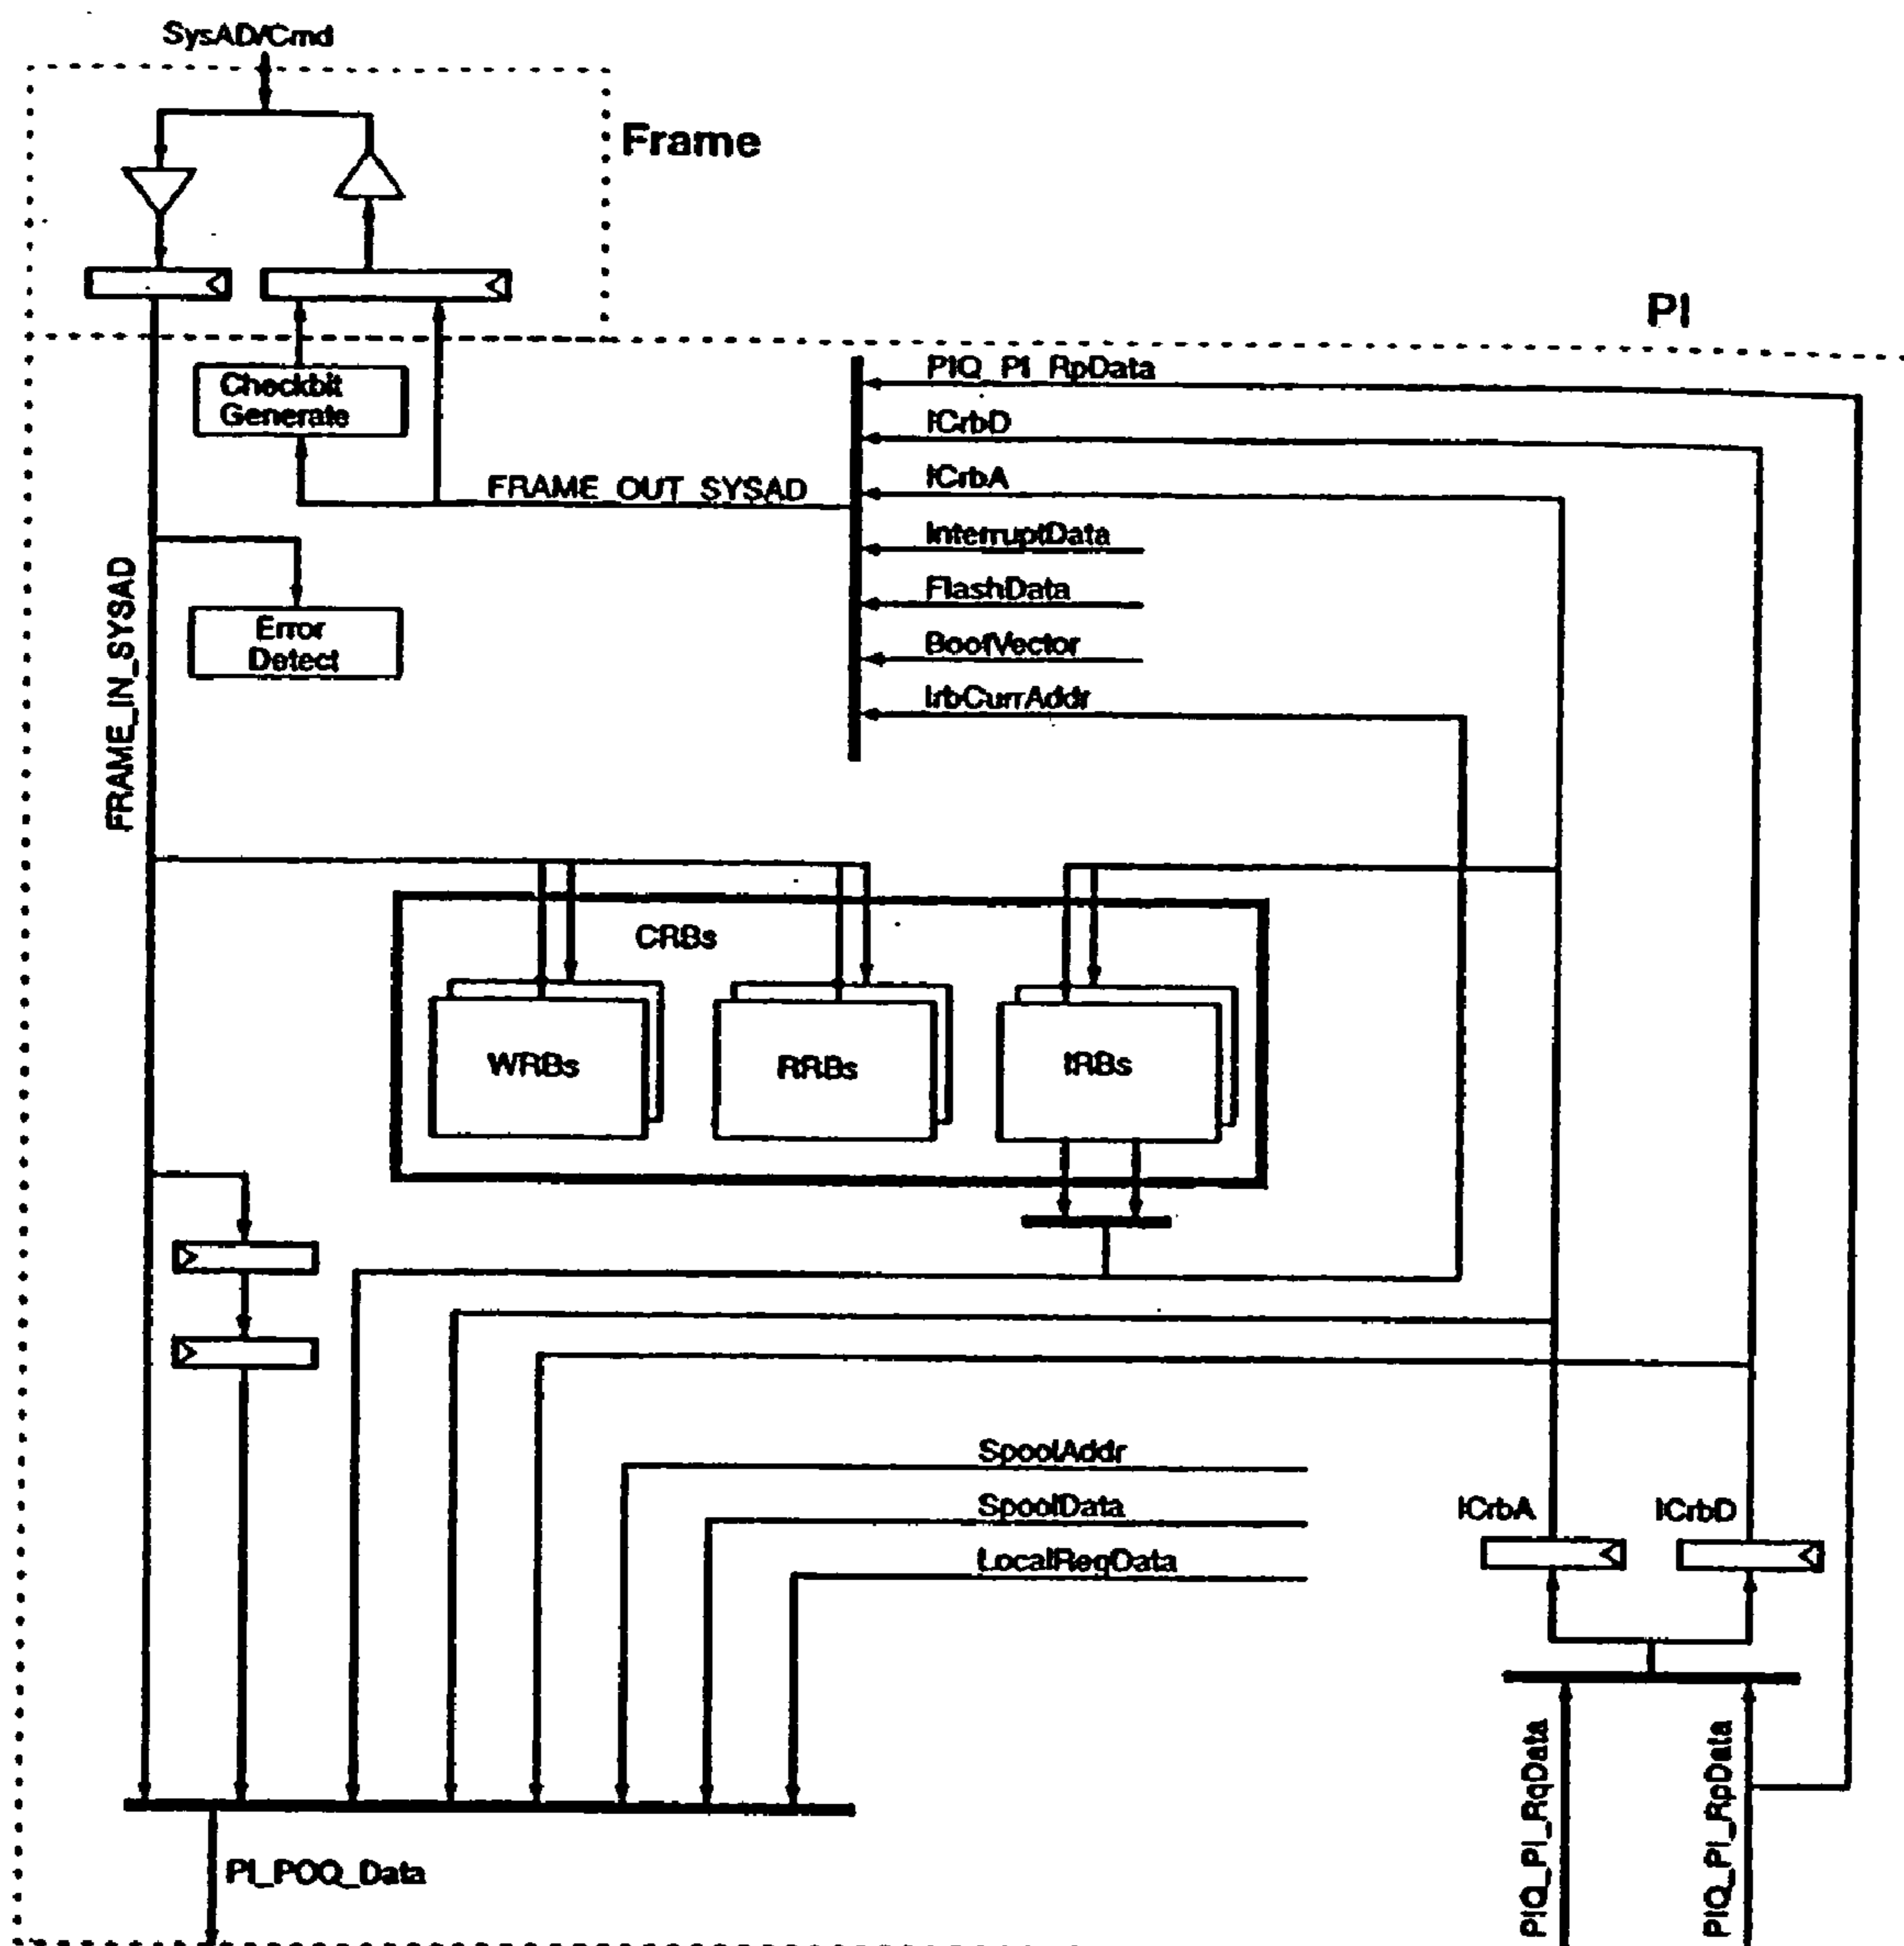 SysAD/Cmd
Frame
PI
Checkbit
Generate
PIQ_PI_RpData
ICrbD
ICrbA
FRAME_OUT_SYSAD
InterruptData
FlashData
BootVector
IrbCurrAddr
FRAME_IN_SYSAD
Error
Detect
CRBs
WRBs
RRBs
IRBs
SpoolAddr
SpoolData
LocalRegData
ICrbA
ICrbD
PIQ_PI_RqData
PIQ_PI_RpData
PI_POQ_Data